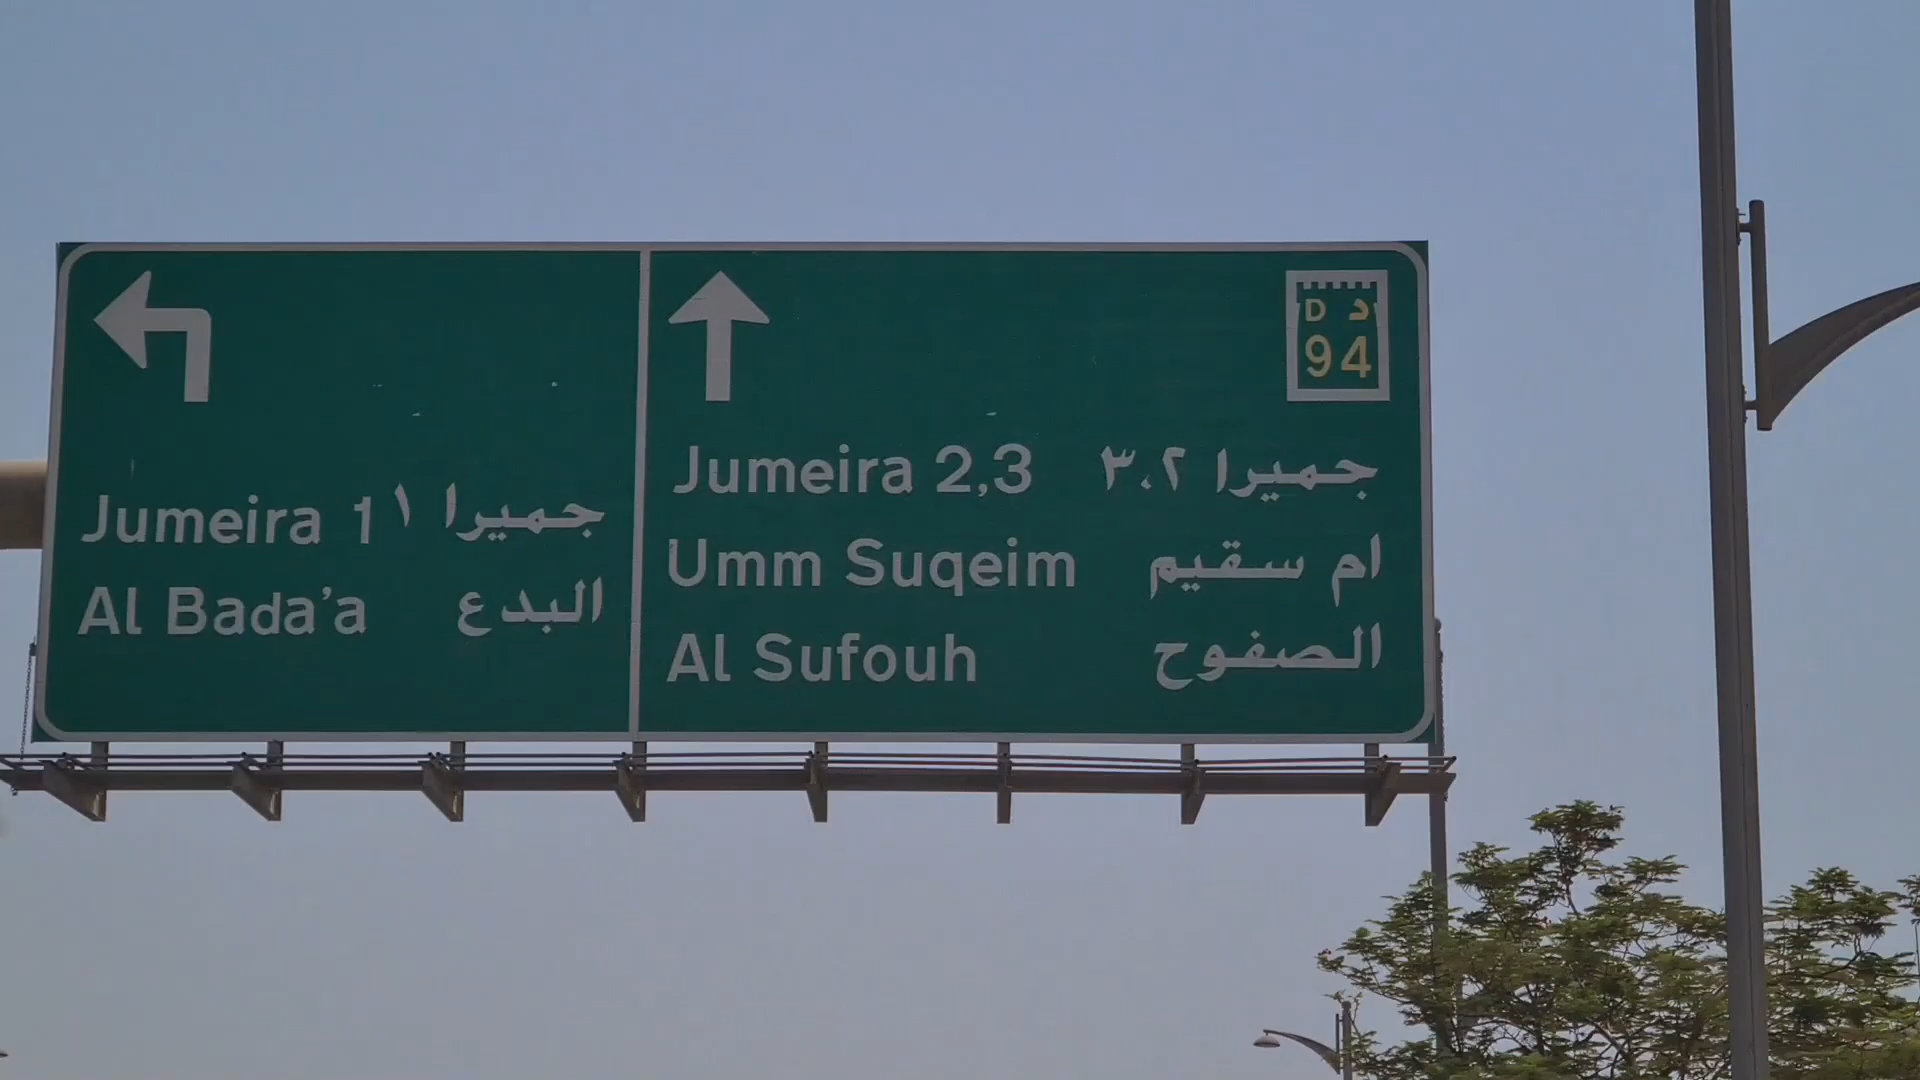 Jumeira 1 جميرا ١
Al Bada'a البدع
D د
94
Jumeira 2,3 جميرا ٣،٢
Umm Suqeim ام سقيم
Al Sufouh الصفوح